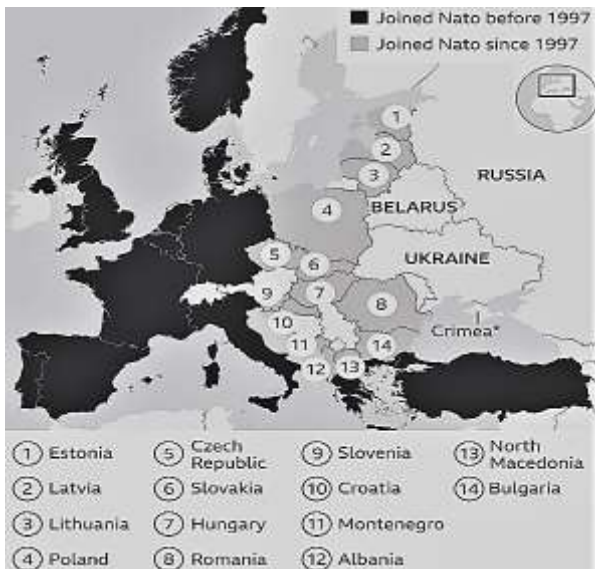 Joined Nato before 1997
Joined Nato since 1997
1
2
RUSSIA
3
BELARUS
4
UKRAINE
5
6
9
7
8
10
Crimea*
11
14
12
13
1 Estonia
2 Latvia
3 Lithuania
4 Poland
5 Czech
Republic
6 Slovakia
7 Hungary
8 Romania
9 Slovenia
10 Croatia
11 Montenegro
12 Albania
13 North
Macedonia
14 Bulgaria